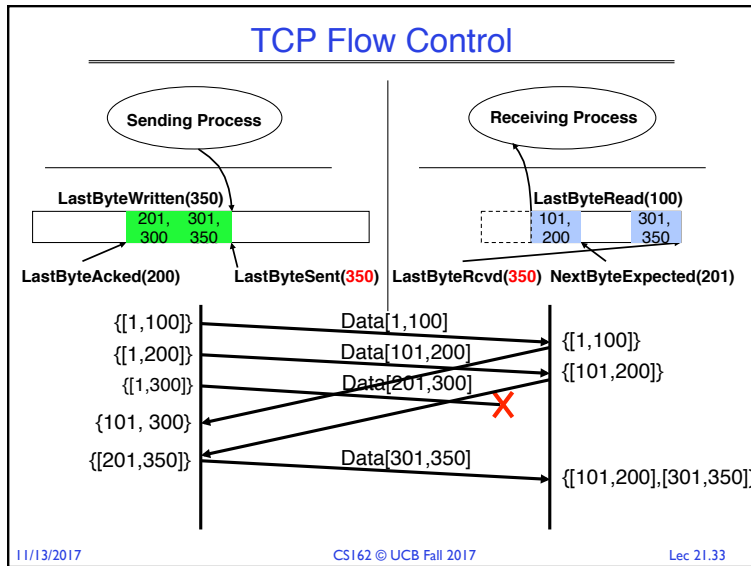 TCP Flow Control
Sending Process
Receiving Process
LastByteWritten(350)
LastByteRead(100)
201, 301,
300 350
101, 301,
200 350
LastByteAcked(200)
LastByteSent(350)
LastByteRcvd(350)
NextByteExpected(201)
{[1,100]}
Data[1,100]
{[1,100]}
{[1,200]}
Data[101,200]
{[101,200]}
{[1,300]}
Data[201,300]
{101, 300}
{[201,350]}
Data[301,350]
{[101,200],[301,350]}
11/13/2017
CS162 © UCB Fall 2017
Lec 21.33